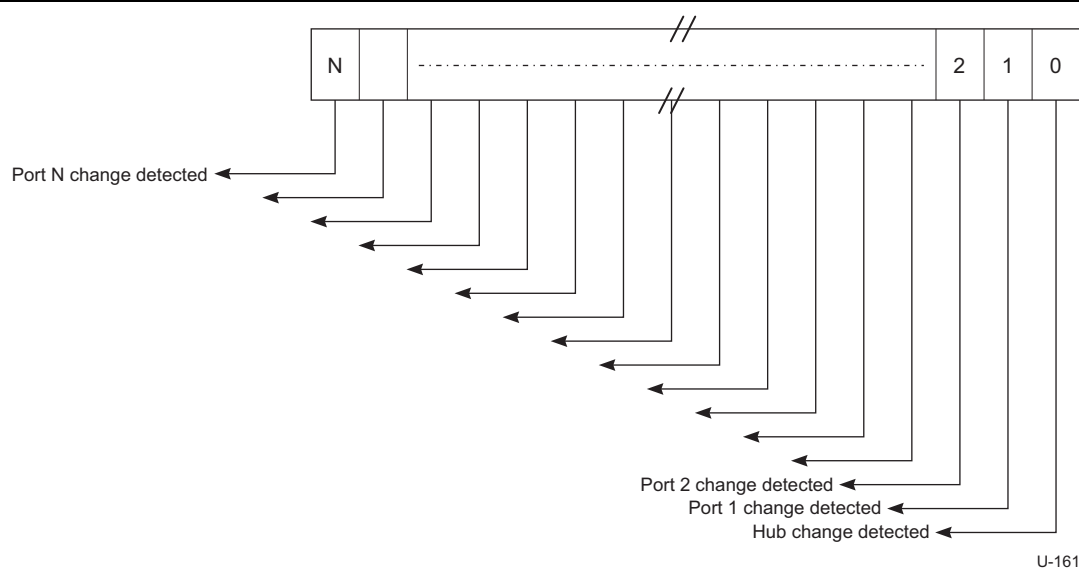 N 2 1 0
Port N change detected
Port 2 change detected
Port 1 change detected
Hub change detected
U-161